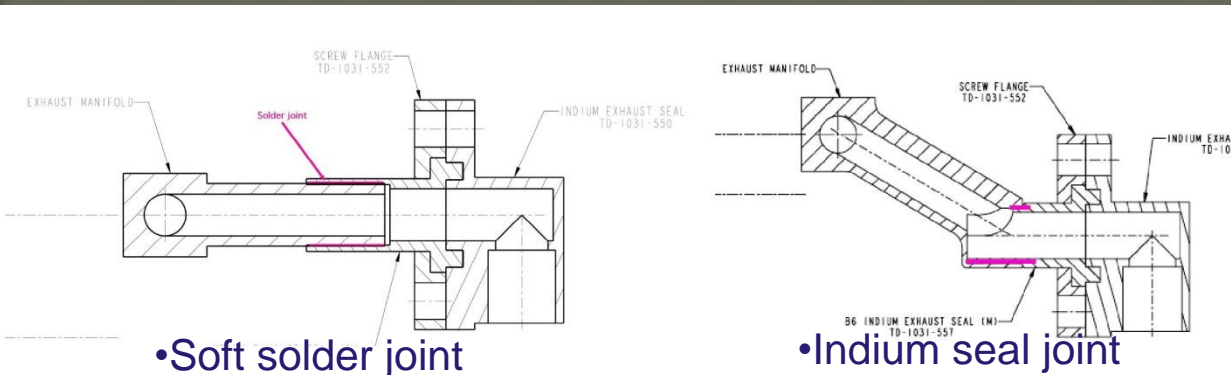 SCREW FLANGE
TD-1031-552
EXHAUST MANIFOLD
Solder joint
INDIUM EXHAUST SEAL
TD-1031-550
•Soft solder joint
EXHAUST MANIFOLD
SCREW FLANGE
TD-1031-552
INDIUM EXHA
TD-10
B6 INDIUM EXHAUST SEAL (M)
TD-1031-557
•Indium seal joint